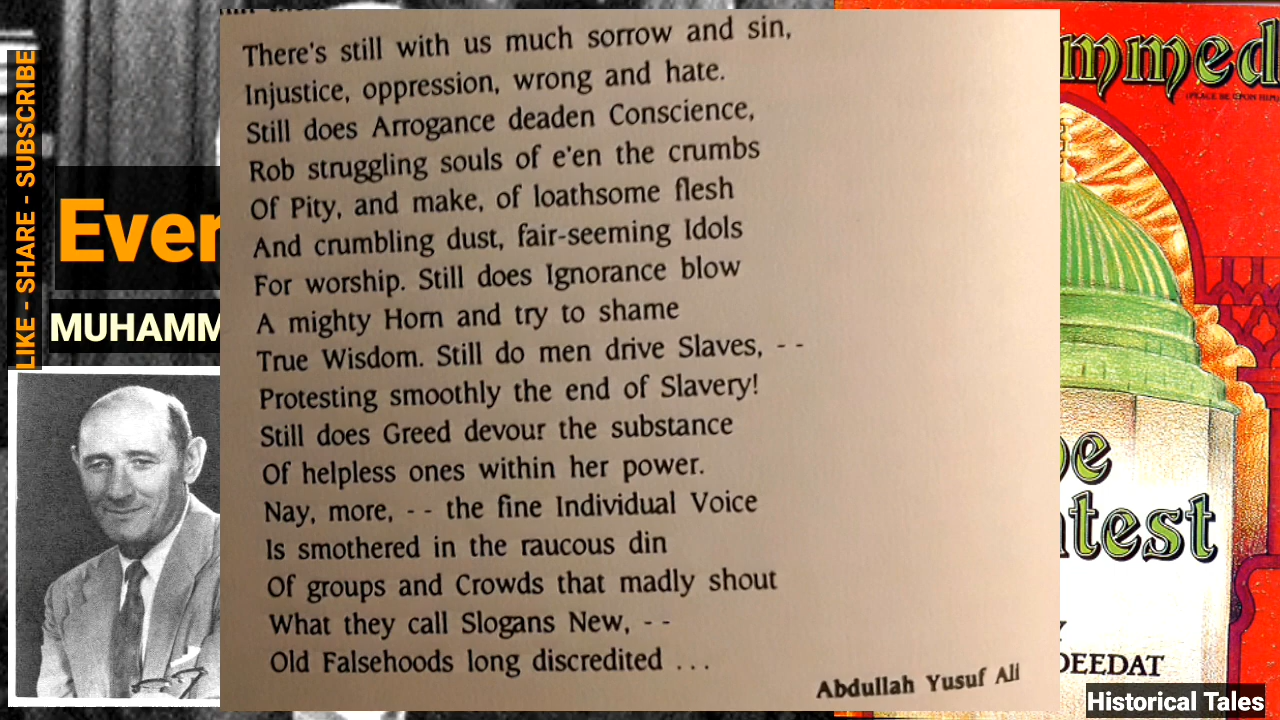 LIKE - SHARE - SUBSCRIBE
Ever
MUHAMM
There's still with us much sorrow and sin,
Injustice, oppression, wrong and hate.
Still does Arrogance deaden Conscience,
Rob struggling souls of e'en the crumbs
Of Pity, and make, of loathsome flesh
And crumbling dust, fair-seeming Idols
For worship. Still does Ignorance blow
A mighty Horn and try to shame
True Wisdom. Still do men drive Slaves, - -
Protesting smoothly the end of Slavery!
Still does Greed devour the substance
Of helpless ones within her power.
Nay, more, - - the fine Individual Voice
Is smothered in the raucous din
Of groups and Crowds that madly shout
What they call Slogans New, - -
Old Falsehoods long discredited . . .
Abdullah Yusuf Ali
mmed
(PEACE BE UPON HIM)
e
test
DEEDAT
Historical Tales